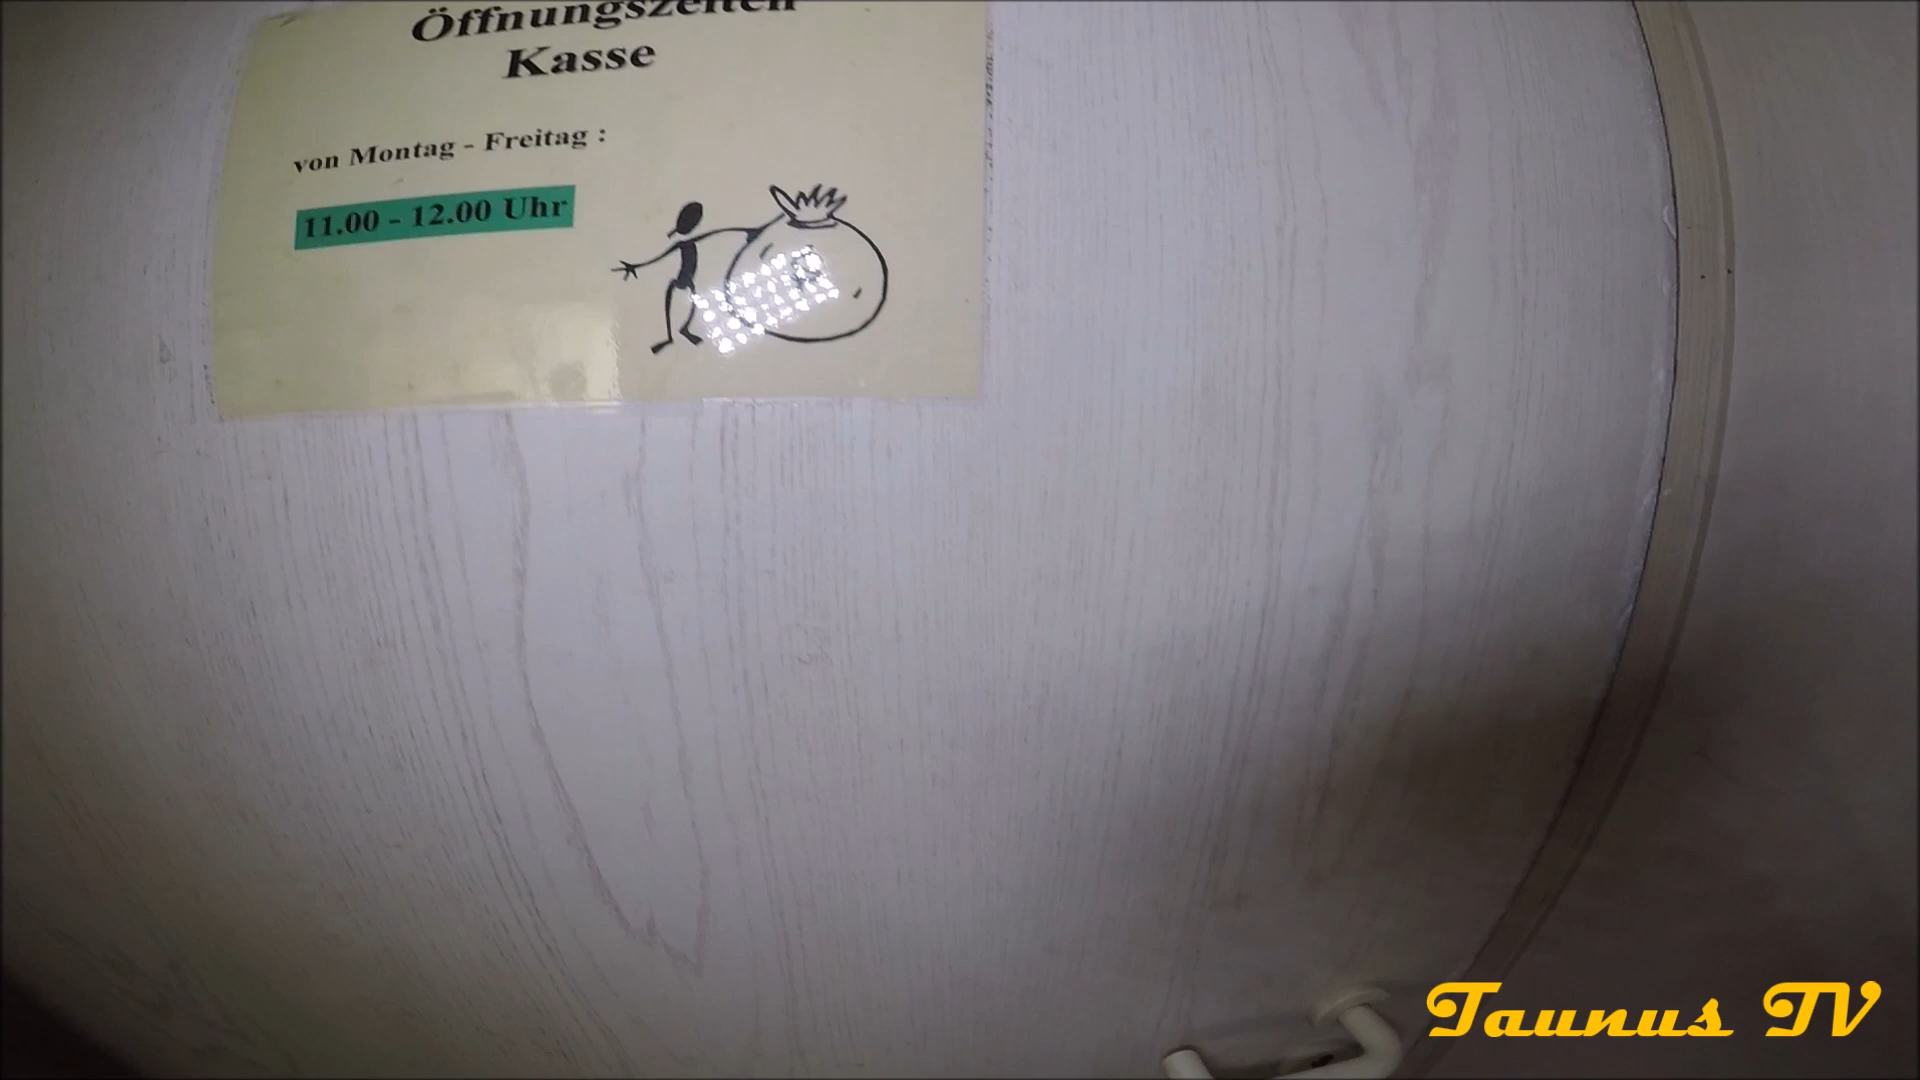 Öffnungszeiten
Kasse
von Montag - Freitag :
11.00 - 12.00 Uhr
Taunus TV